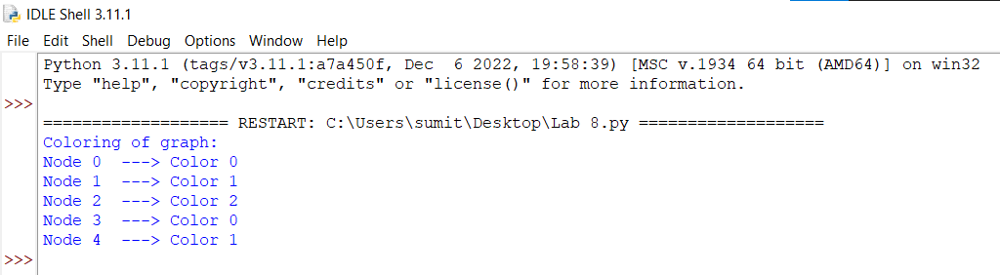 IDLE Shell 3.11.1
File Edit Shell Debug Options Window Help
Python 3.11.1 (tags/v3.11.1:a7a450f, Dec  6 2022, 19:58:39) [MSC v.1934 64 bit (AMD64)] on win32
Type "help", "copyright", "credits" or "license()" for more information.
>>>
=================== RESTART: C:\Users\sumit\Desktop\Lab 8.py ===================
Coloring of graph:
Node 0  ---> Color 0
Node 1  ---> Color 1
Node 2  ---> Color 2
Node 3  ---> Color 0
Node 4  ---> Color 1
>>>